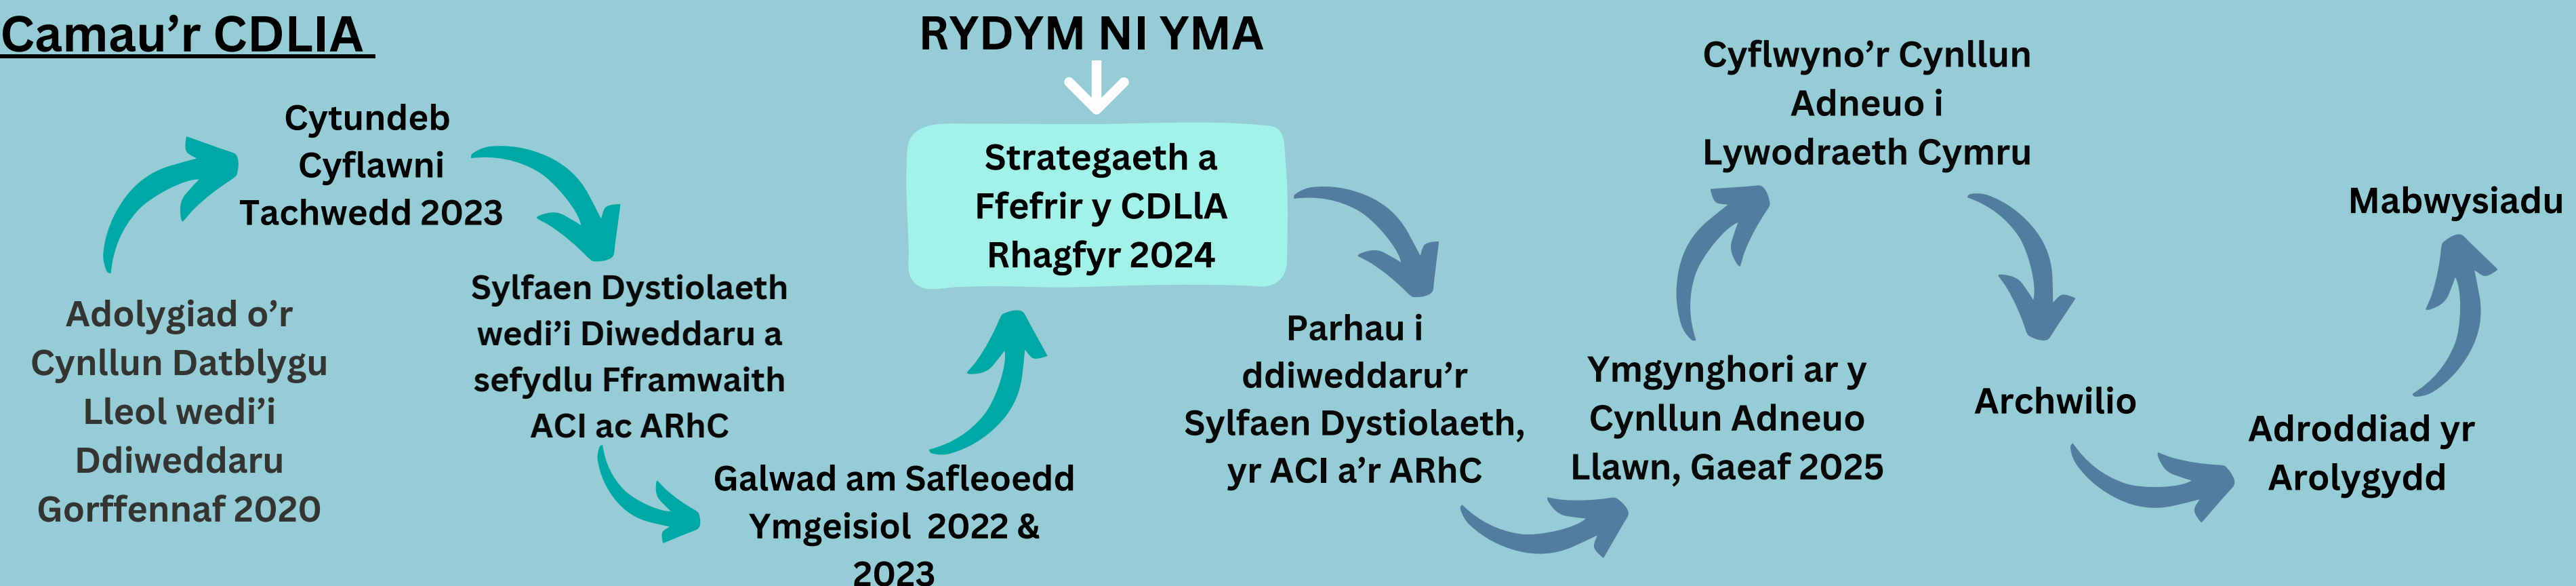 Camau’r CDLIA
Adolygiad o’r
Cynllun Datblygu
Lleol wedi’i
Ddiweddaru
Gorffennaf 2020
Cytundeb
Cyflawni
Tachwedd 2023
Sylfaen Dystiolaeth
wedi’i Diweddaru a
sefydlu Fframwaith
ACI ac ARhC
Galwad am Safleoedd
Ymgeisiol 2022 &
2023
RYDYM NI YMA
Strategaeth a
Ffefrir y CDLlA
Rhagfyr 2024
Parhau i
ddiweddaru’r
Sylfaen Dystiolaeth,
yr ACI a’r ARhC
Ymgynghori ar y
Cynllun Adneuo
Llawn, Gaeaf 2025
Cyflwyno’r Cynllun
Adneuo i
Lywodraeth Cymru
Archwilio
Adroddiad yr
Arolygydd
Mabwysiadu